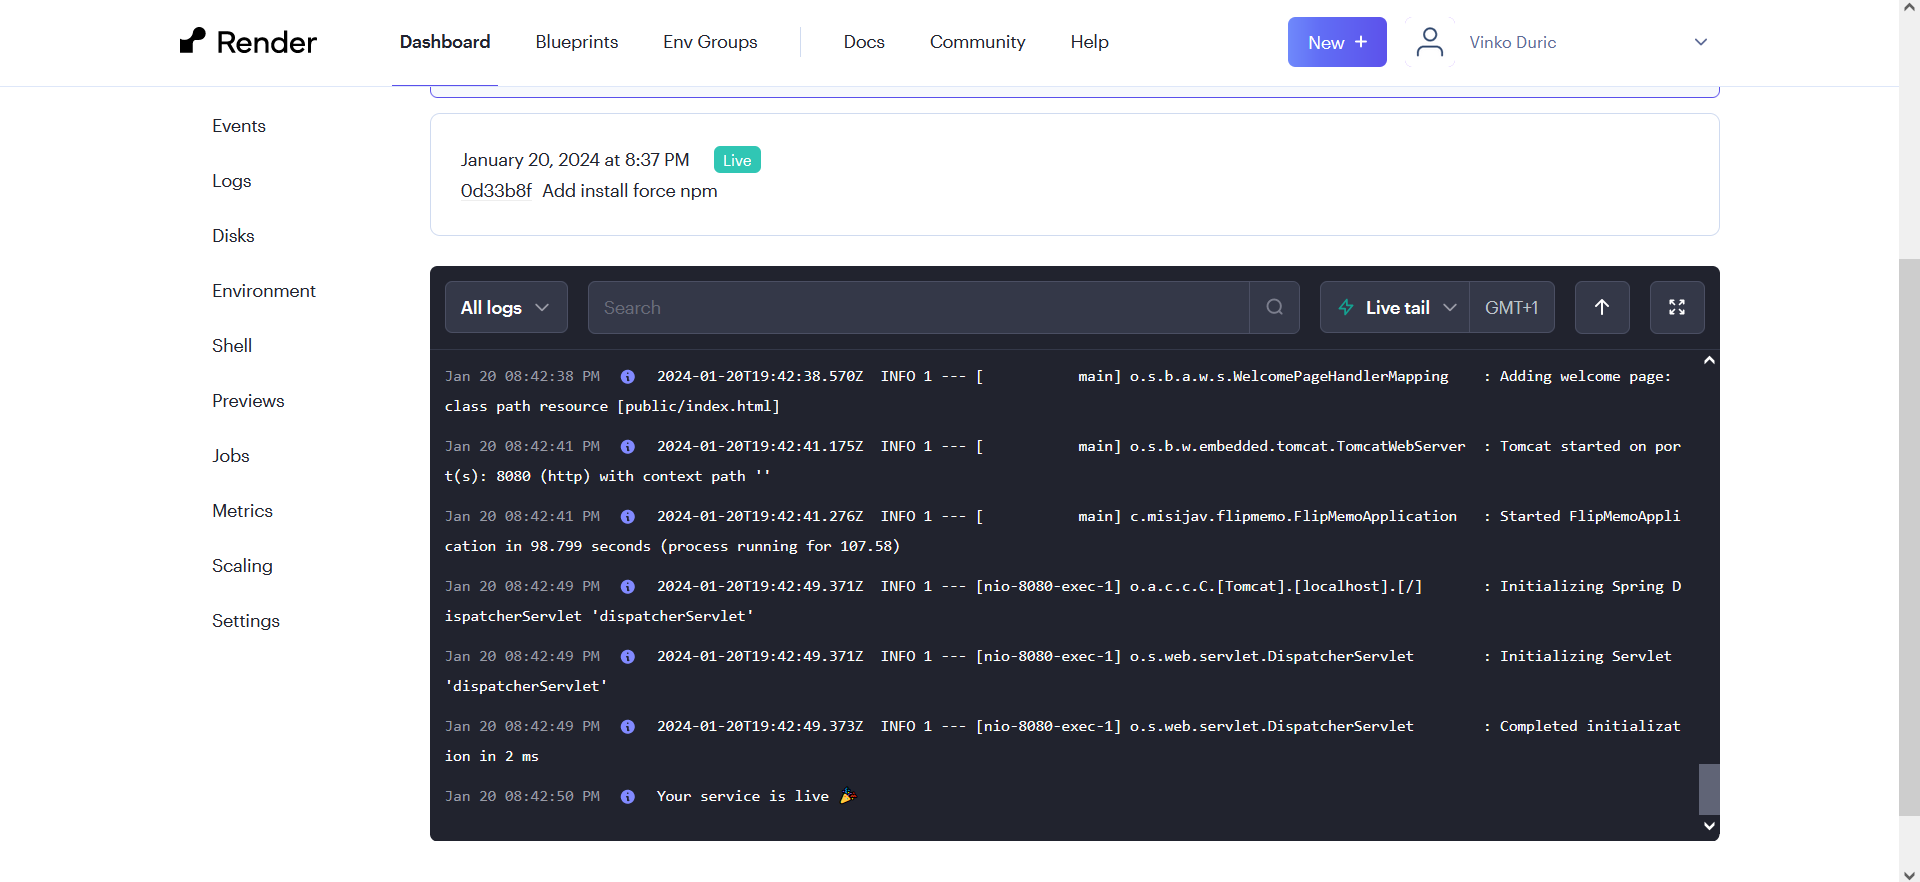 Render
Dashboard Blueprints Env Groups Docs Community Help New + Vinko Duric
Events
Logs
Disks
Environment
Shell
Previews
Jobs
Metrics
Scaling
Settings
January 20, 2024 at 8:37 PM Live
0d33b8f Add install force npm
All logs Search Live tail GMT+1
Jan 20 08:42:38 PM 2024-01-20T19:42:38.570Z INFO 1 --- [ main] o.s.b.a.w.s.WelcomePageHandlerMapping : Adding welcome page:
class path resource [public/index.html]
Jan 20 08:42:41 PM 2024-01-20T19:42:41.175Z INFO 1 --- [ main] o.s.b.w.embedded.tomcat.TomcatWebServer : Tomcat started on por
t(s): 8080 (http) with context path ''
Jan 20 08:42:41 PM 2024-01-20T19:42:41.276Z INFO 1 --- [ main] c.misijav.flipmemo.FlipMemoApplication : Started FlipMemoAppli
cation in 98.799 seconds (process running for 107.58)
Jan 20 08:42:49 PM 2024-01-20T19:42:49.371Z INFO 1 --- [nio-8080-exec-1] o.a.c.c.C.[Tomcat].[localhost].[/] : Initializing Spring D
ispatcherServlet 'dispatcherServlet'
Jan 20 08:42:49 PM 2024-01-20T19:42:49.371Z INFO 1 --- [nio-8080-exec-1] o.s.web.servlet.DispatcherServlet : Initializing Servlet
'dispatcherServlet'
Jan 20 08:42:49 PM 2024-01-20T19:42:49.373Z INFO 1 --- [nio-8080-exec-1] o.s.web.servlet.DispatcherServlet : Completed initializat
ion in 2 ms
Jan 20 08:42:50 PM Your service is live 🎉